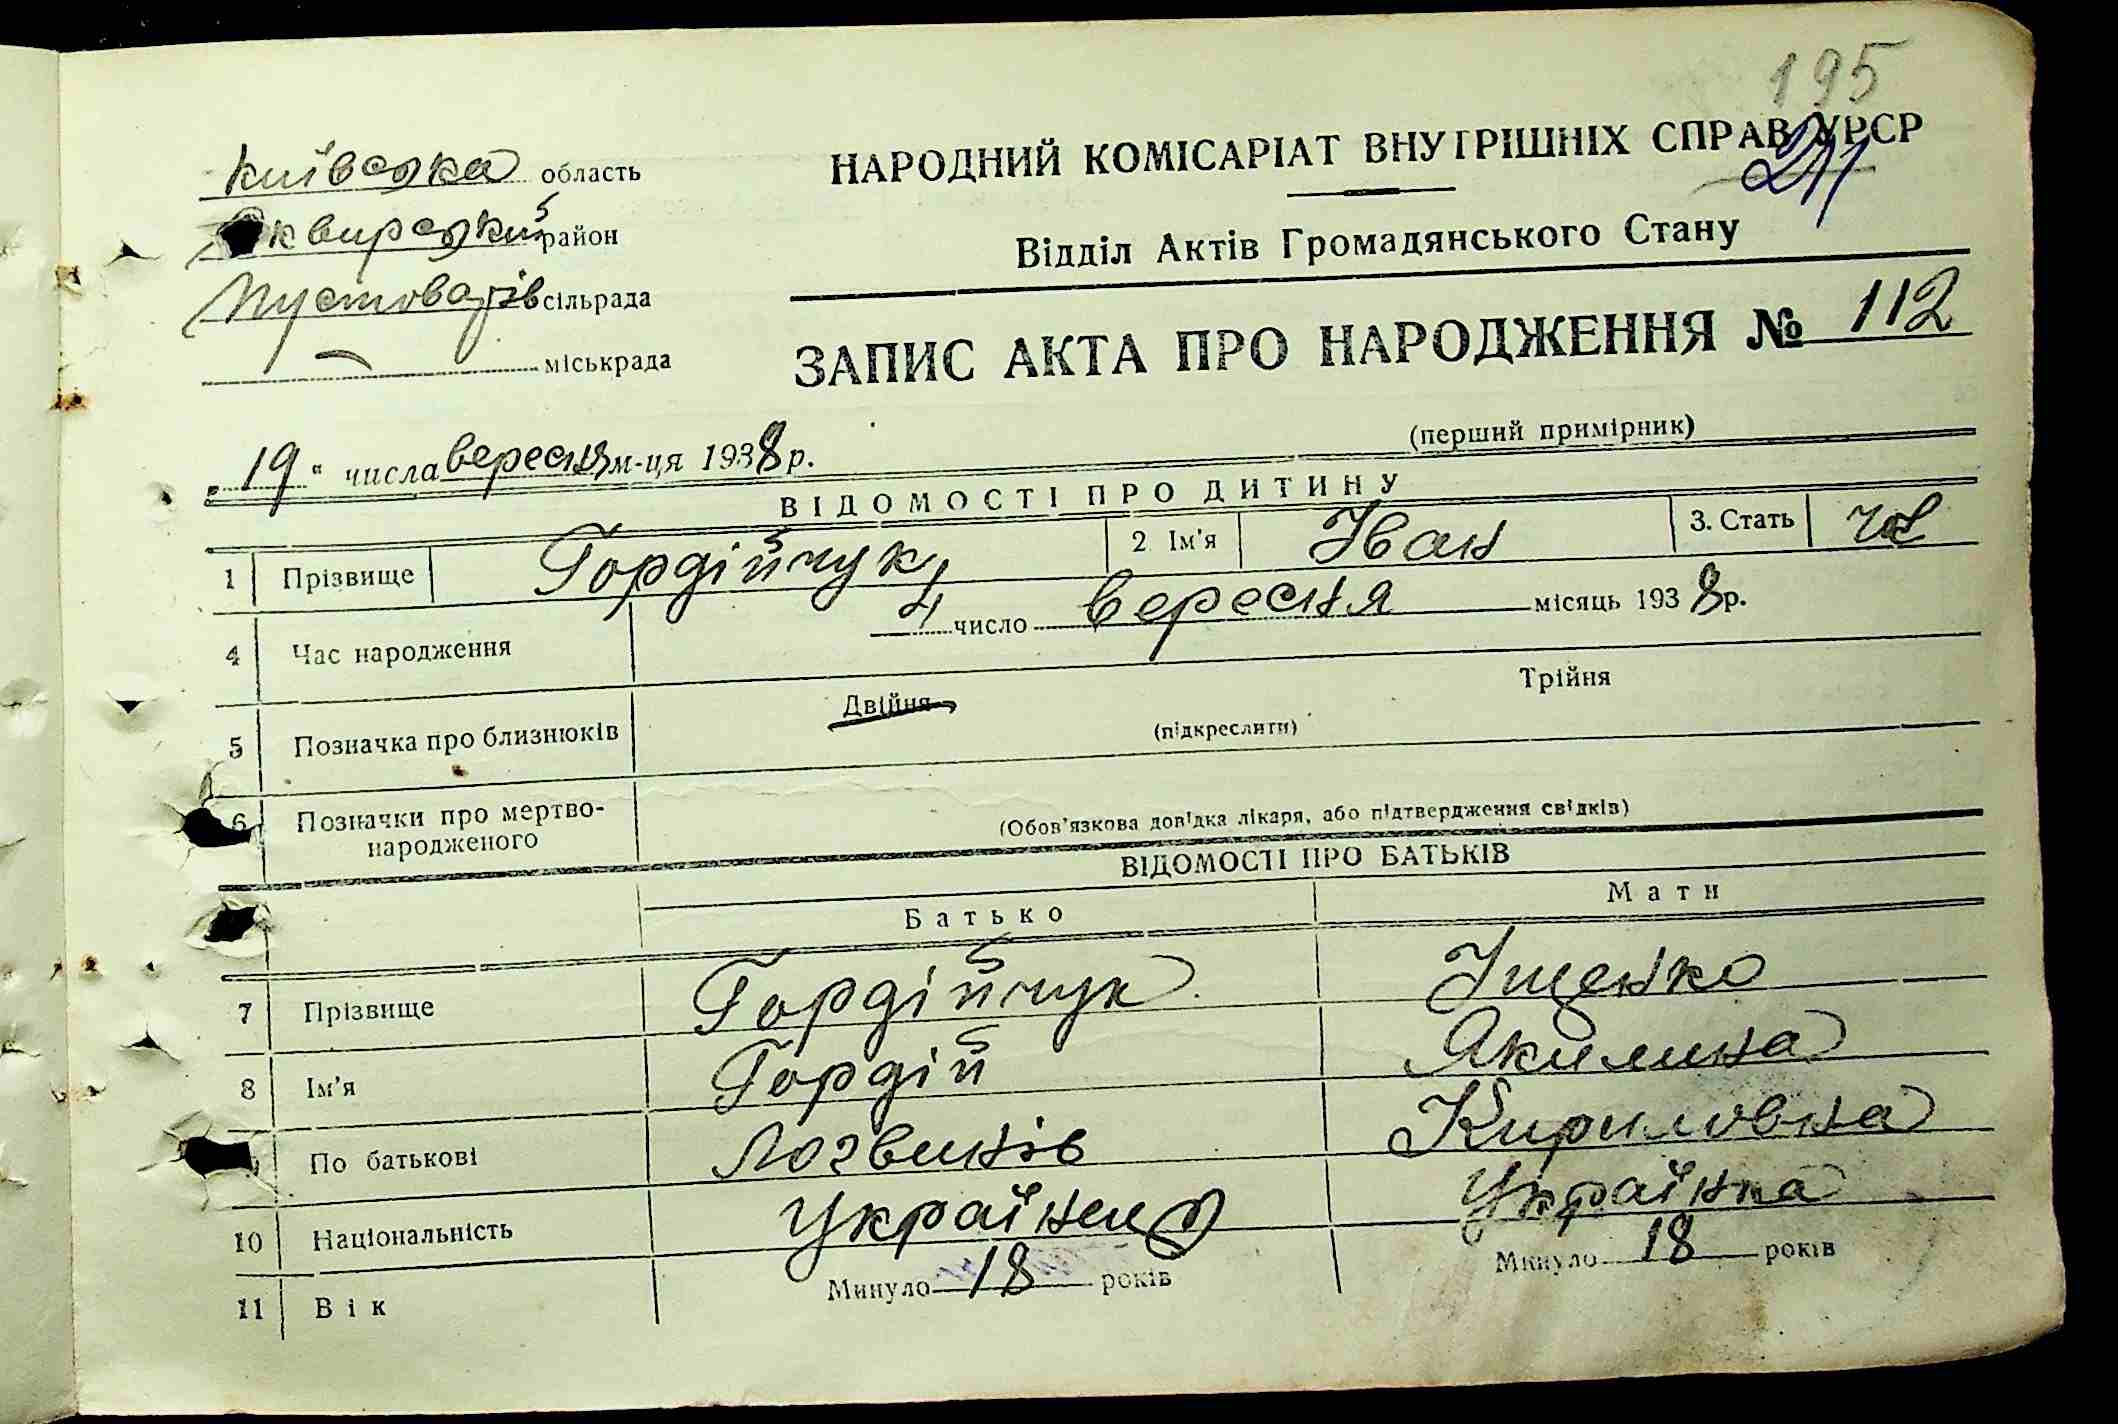 195
Київська область
НАРОДНИЙ КОМІСАРІАТ ВНУТРІШНІХ СПРАВ УРСР
211
Сквирський район
Відділ Актів Громадянського Стану
Пустоварів сільрада
— міськрада
ЗАПИС АКТА ПРО НАРОДЖЕННЯ № 112
(перший примірник)
„19“ числа вересня м-ця 1938 р.
ВІДОМОСТІ ПРО ДИТИНУ
1 Прізвище Гордійчук 2. Ім'я Іван 3. Стать чол
4 Час народження 4 число вересня місяць 1938 р.
5 Позначка про близнюків Двійня Трійня
(підкреслити)
6 Позначки про мертво-
народженого (Обов'язкова довідка лікаря, або підтвердження свідків)
ВІДОМОСТІ ПРО БАТЬКІВ
Батько Мати
7 Прізвище Гордійчук Іщенко
8 Ім'я Гордій Якилина
По батькові Логвинів Кириловна
10 Національність Українець Українка
11 Вік Минуло 18 років Минуло 18 років